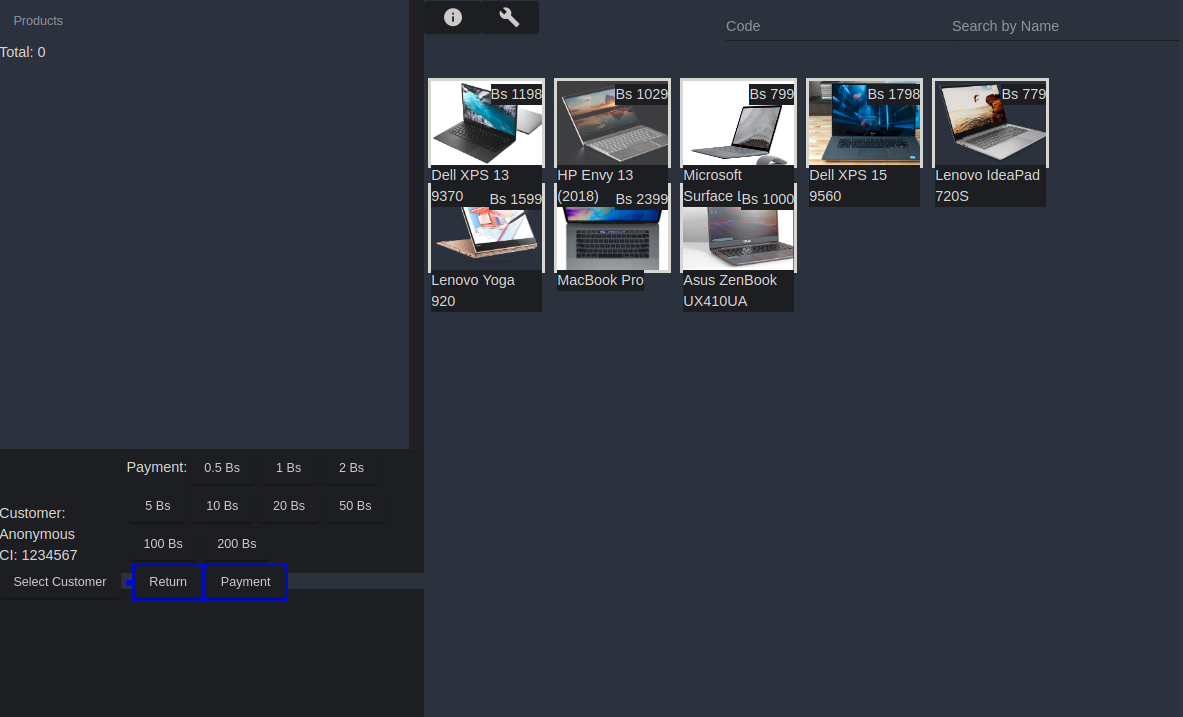 Products
Total: 0
Code
Search by Name
Bs 1198
Bs 1029
Bs 799
Bs 1798
Bs 779
Dell XPS 13
9370
HP Envy 13
(2018)
Microsoft
Surface
Dell XPS 15
9560
Lenovo IdeaPad
720S
Bs 1599
Bs 2399
Bs 1000
Lenovo Yoga
920
MacBook Pro
Asus ZenBook
UX410UA
Payment:
0.5 Bs
1 Bs
2 Bs
5 Bs
10 Bs
20 Bs
50 Bs
100 Bs
200 Bs
Customer:
Anonymous
CI: 1234567
Select Customer
Return
Payment